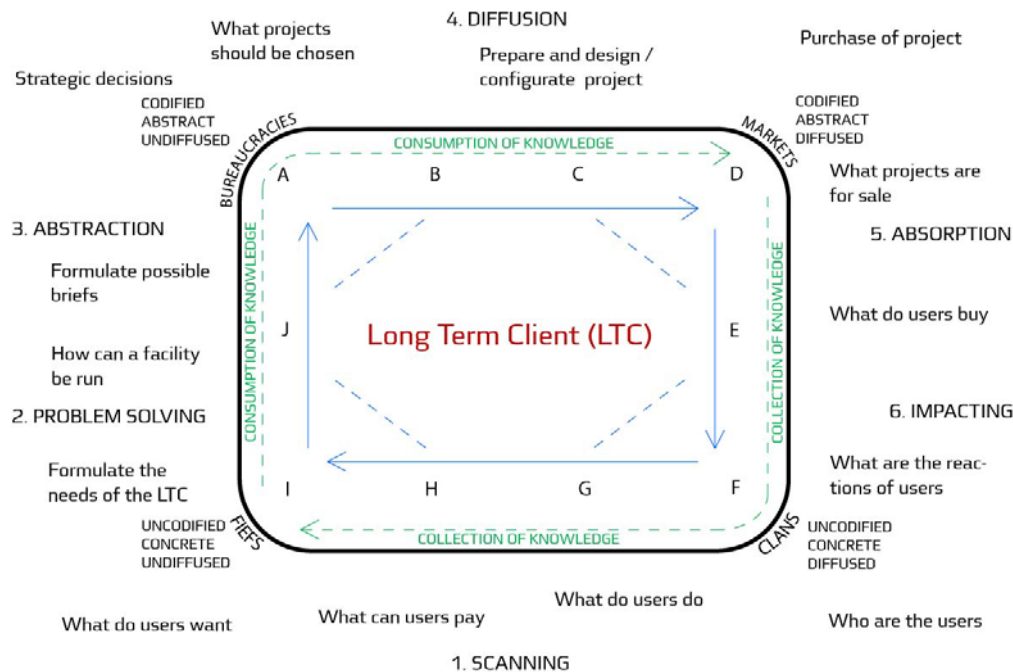 4. DIFFUSION
What projects
should be chosen
Prepare and design /
configurate project
Purchase of project
Strategic decisions
CODIFIED
ABSTRACT
UNDIFFUSED
BUREAUCRACIES
CONSUMPTION OF KNOWLEDGE
MARKETS
CODIFIED
ABSTRACT
DIFFUSED
A
B
C
D
What projects are
for sale
3. ABSTRACTION
5. ABSORPTION
Formulate possible
briefs
CONSUMPTION OF KNOWLEDGE
J
Long Term Client (LTC)
E
COLLECTION OF KNOWLEDGE
What do users buy
How can a facility
be run
2. PROBLEM SOLVING
6. IMPACTING
Formulate the
needs of the LTC
I
H
G
F
What are the reac-
tions of users
UNCODIFIED
CONCRETE
UNDIFFUSED
FIEFS
COLLECTION OF KNOWLEDGE
CLANS
UNCODIFIED
CONCRETE
DIFFUSED
What do users want
What can users pay
What do users do
Who are the users
1. SCANNING